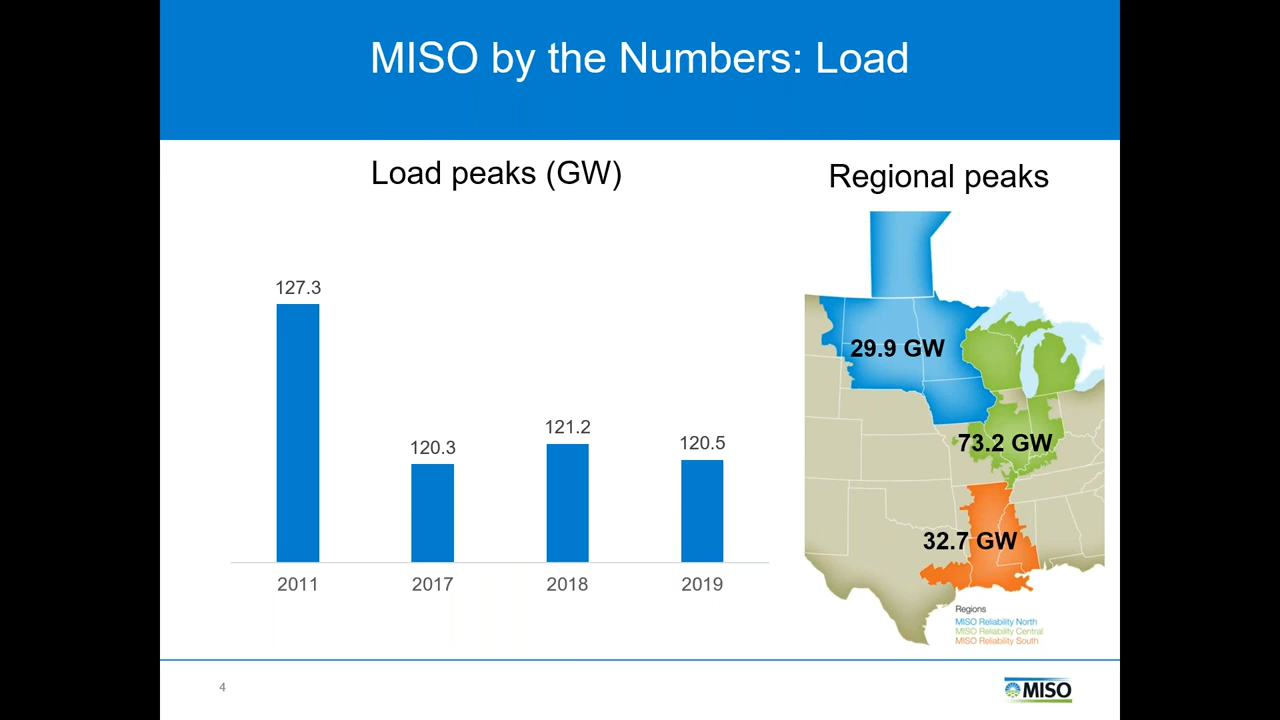 MISO by the Numbers: Load
Load peaks (GW)
127.3
120.3
121.2
120.5
2011
2017
2018
2019
Regional peaks
29.9 GW
73.2 GW
32.7 GW
Regions
MISO Reliability North
MISO Reliability Central
MISO Reliability South
4
MISO